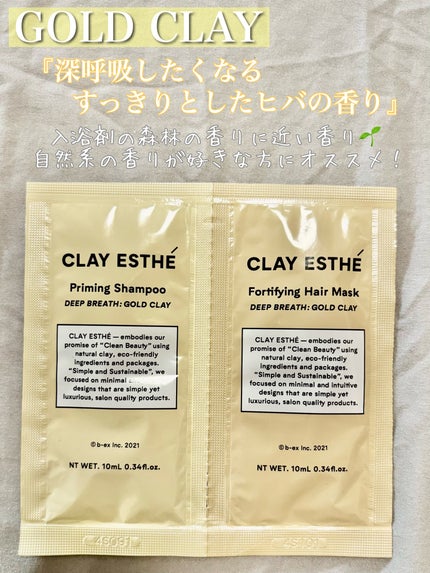 GOLD CLAY
『深呼吸したくなる
すっきりとしたヒバの香り』
入浴剤の森林の香りに近い香り🌱
自然系の香りが好きな方にオススメ！
CLAY ESTHÉ
Priming Shampoo
DEEP BREATH: GOLD CLAY
CLAY ESTHÉ — embodies our
promise of “Clean Beauty” using
natural clay, eco-friendly
ingredients and packages.
“Simple and Sustainable”, we
focused on minimal and
designs that are simple yet
luxurious, salon quality products.
© b-ex Inc. 2021
NT WET. 10mL 0.34fl.oz.
CLAY ESTHÉ
Fortifying Hair Mask
DEEP BREATH: GOLD CLAY
CLAY ESTHÉ — embodies our
promise of “Clean Beauty” using
natural clay, eco-friendly
ingredients and packages.
“Simple and Sustainable”, we
focused on minimal and intuitive
designs that are simple yet
luxurious, salon quality products.
© b-ex Inc. 2021
NT WET. 10mL 0.34fl.oz.